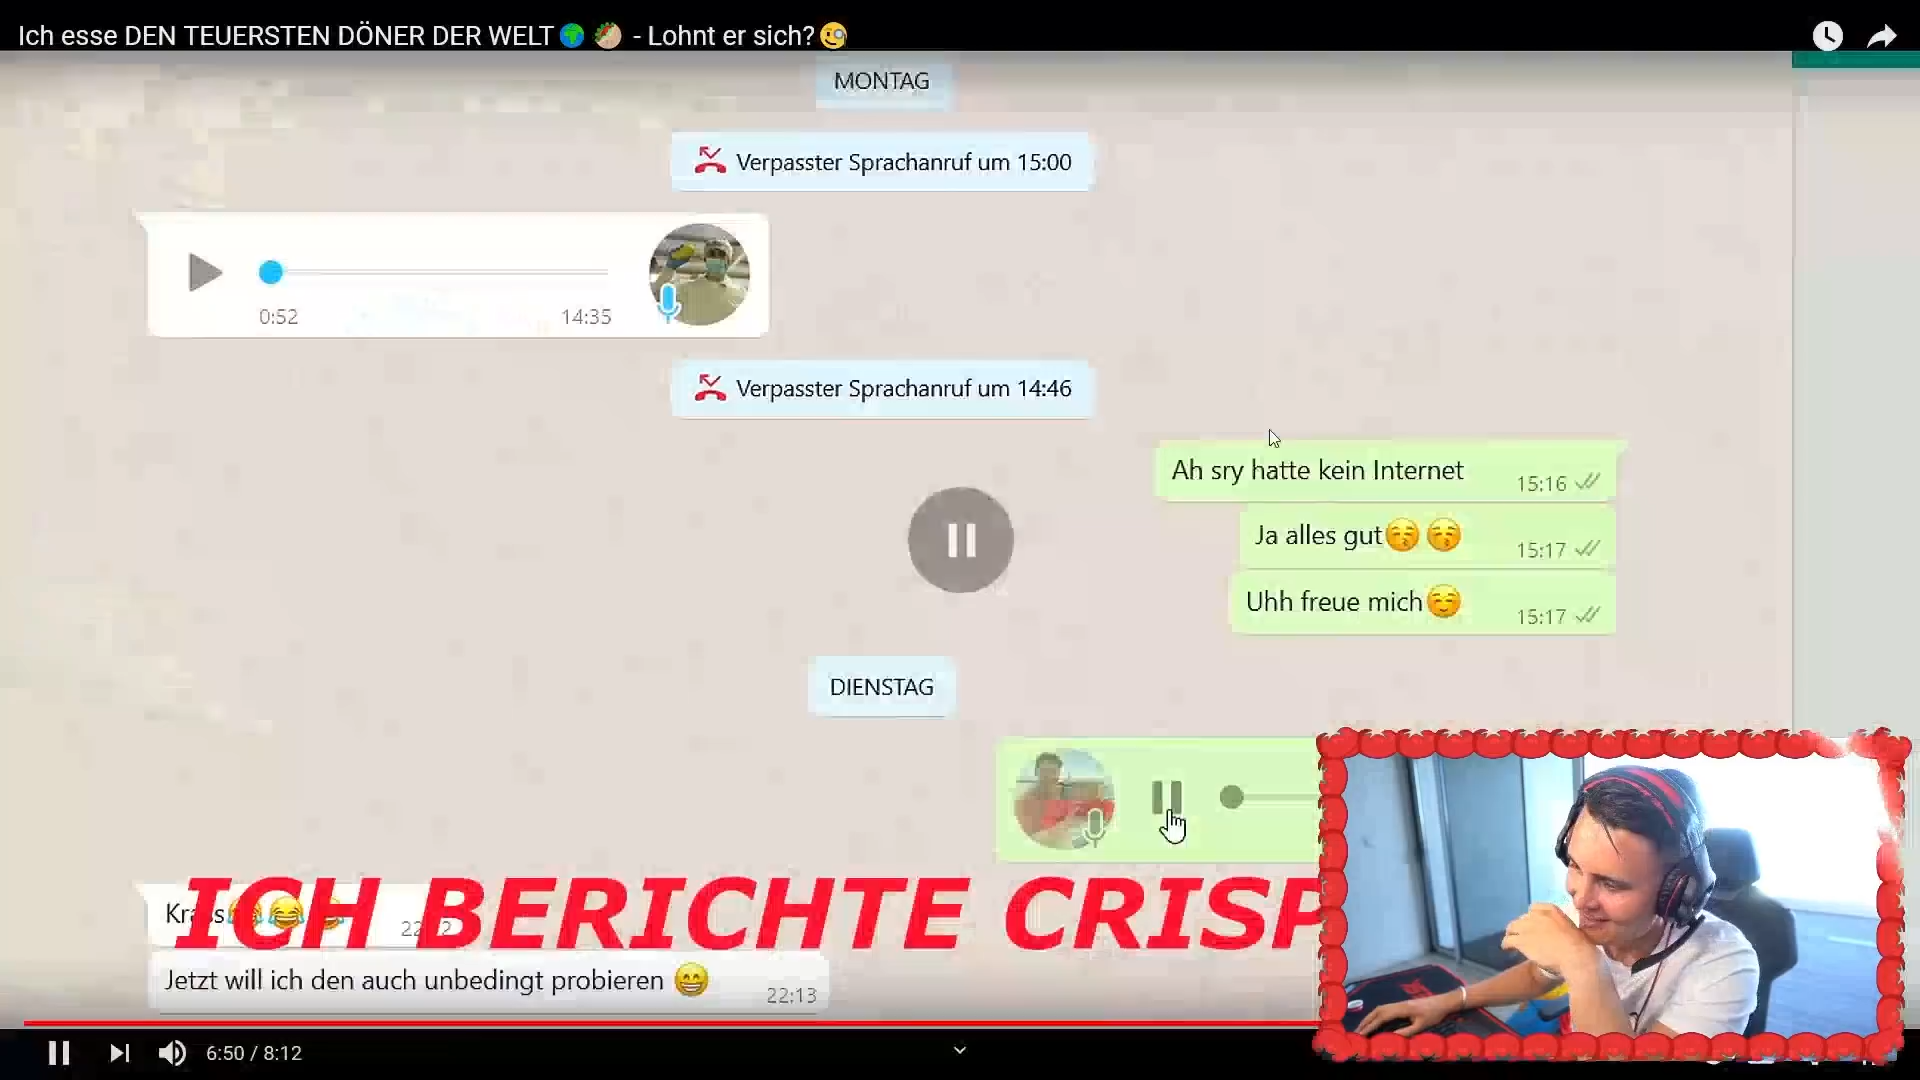 Ich esse DEN TEUERSTEN DÖNER DER WELT🌍🥙 - Lohnt er sich?🧐
MONTAG
Verpasster Sprachanruf um 15:00
0:52 14:35
Verpasster Sprachanruf um 14:46
Ah sry hatte kein Internet 15:16
Ja alles gut😚😚 15:17
Uhh freue mich☺️ 15:17
DIENSTAG
Krass
ICH BERICHTE CRISP
Jetzt will ich den auch unbedingt probieren 😁 22:13
6:50 / 8:12